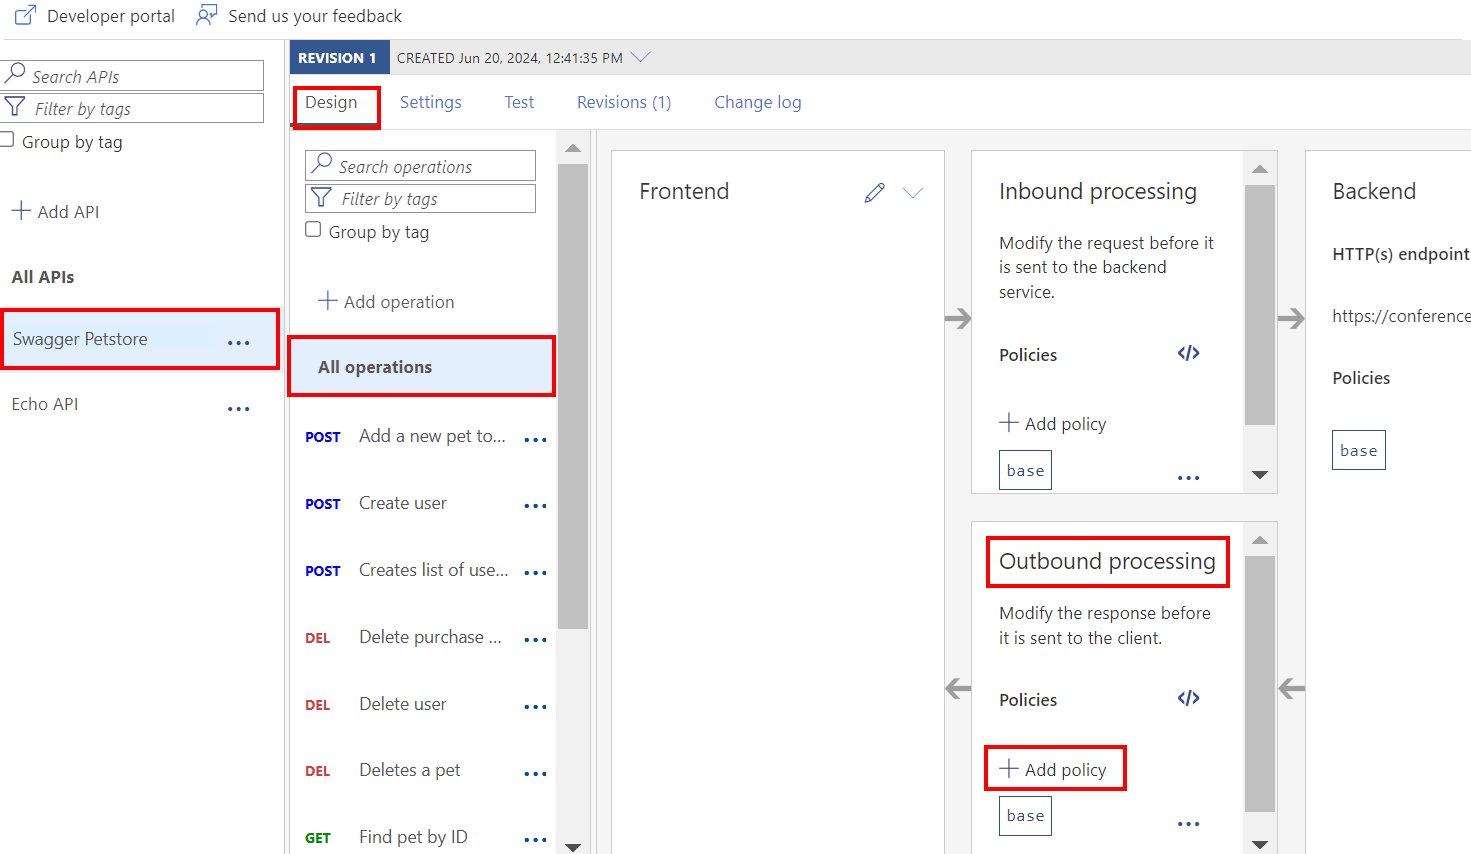 Developer portal
Send us your feedback
Search APIs
Filter by tags
Group by tag
Add API
All APIs
Swagger Petstore
Echo API
REVISION 1
CREATED Jun 20, 2024, 12:41:35 PM
Design
Settings
Test
Revisions (1)
Change log
Search operations
Filter by tags
Group by tag
Add operation
All operations
POST Add a new pet to...
POST Create user
POST Creates list of use...
DEL Delete purchase ...
DEL Delete user
DEL Deletes a pet
GET Find pet by ID
Frontend
Inbound processing
Modify the request before it
is sent to the backend
service.
Policies </>
Add policy
base
Outbound processing
Modify the response before
it is sent to the client.
Policies </>
Add policy
base
Backend
HTTP(s) endpoint
https://conference
Policies
base